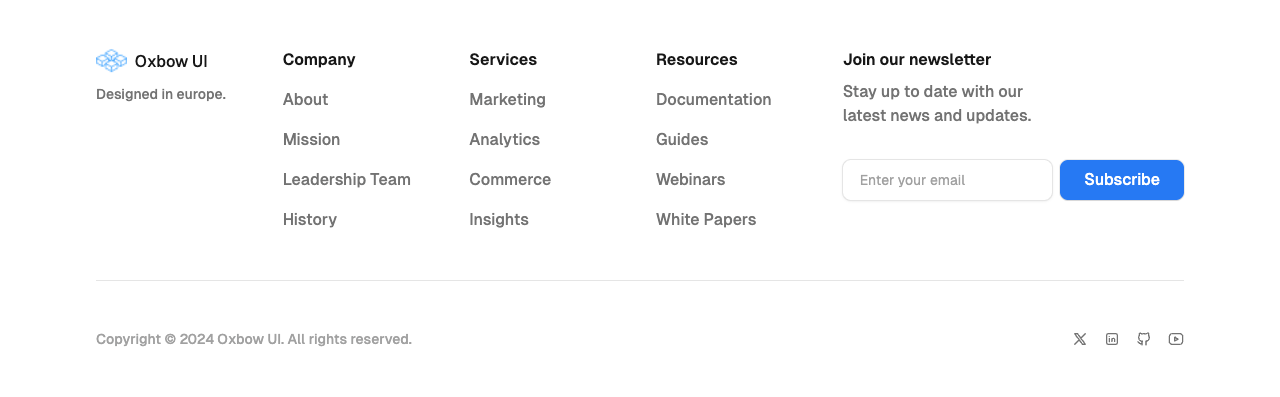 Oxbow UI
Designed in europe.
Company
About
Mission
Leadership Team
History
Services
Marketing
Analytics
Commerce
Insights
Resources
Documentation
Guides
Webinars
White Papers
Join our newsletter
Stay up to date with our
latest news and updates.
Enter your email
Subscribe
Copyright © 2024 Oxbow UI. All rights reserved.